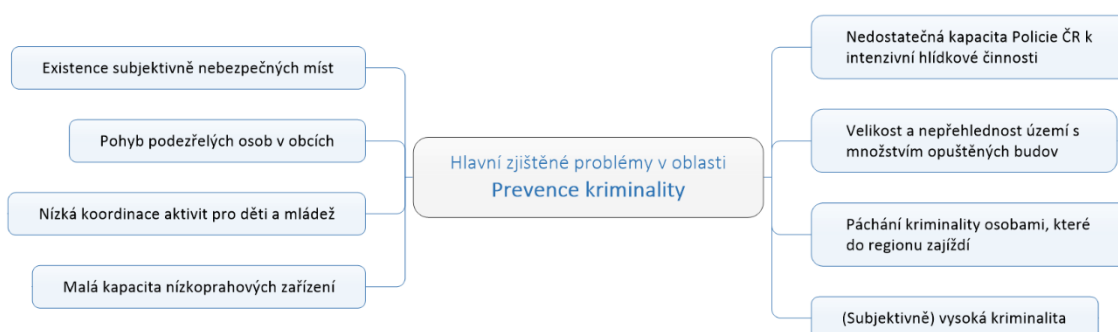 Existence subjektivně nebezpečných míst
Pohyb podezřelých osob v obcích
Nízká koordinace aktivit pro děti a mládež
Malá kapacita nízkoprahových zařízení
Hlavní zjištěné problémy v oblasti
Prevence kriminality
Nedostatečná kapacita Policie ČR k
intenzivní hlídkové činnosti
Velikost a nepřehlednost území s
množstvím opuštěných budov
Páchání kriminality osobami, které
do regionu zajíždí
(Subjektivně) vysoká kriminalita